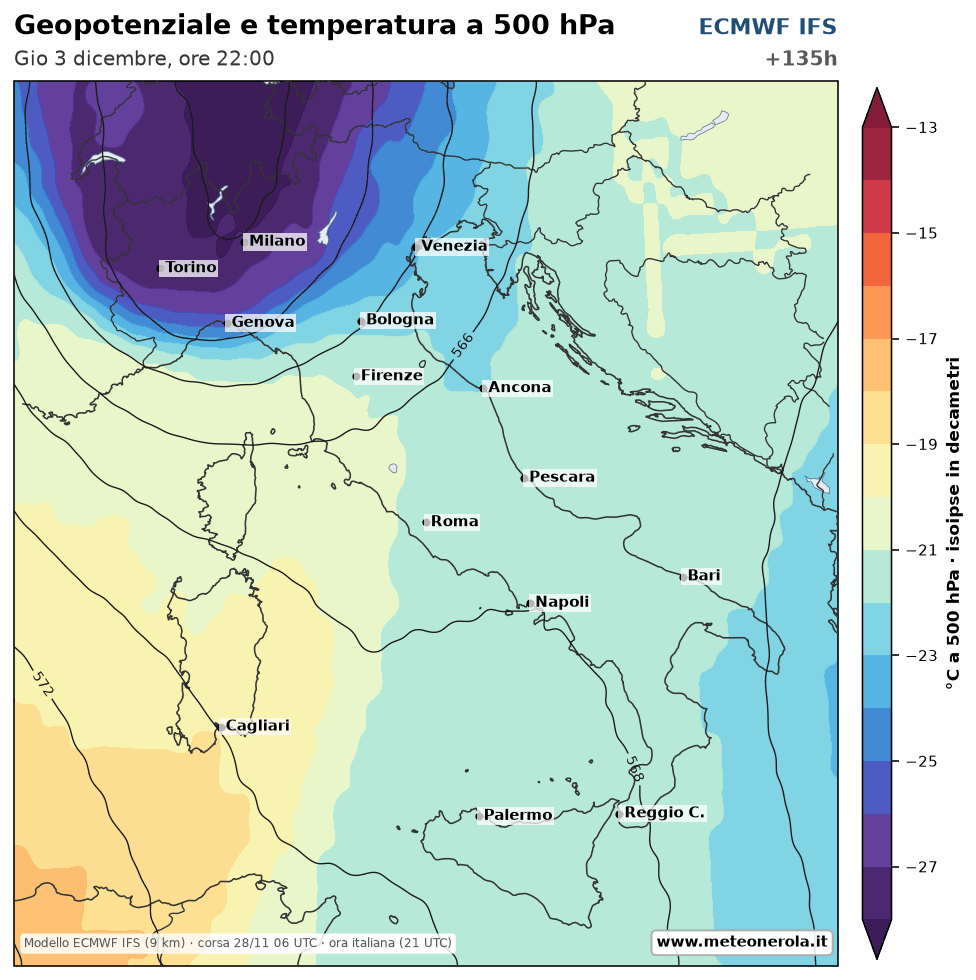 Geopotenziale e temperatura a 500 hPa
ECMWF IFS
Gio 3 dicembre, ore 22:00
+135h
Milano
Venezia
Torino
Genova
Bologna
566
Firenze
Ancona
Pescara
Roma
Bari
Napoli
572
Cagliari
568
Palermo
Reggio C.
−13
−15
−17
−19
−21
−23
−25
−27
°C a 500 hPa · isoipse in decametri
Modello ECMWF IFS (9 km) · corsa 28/11 06 UTC · ora italiana (21 UTC)
www.meteonerola.it